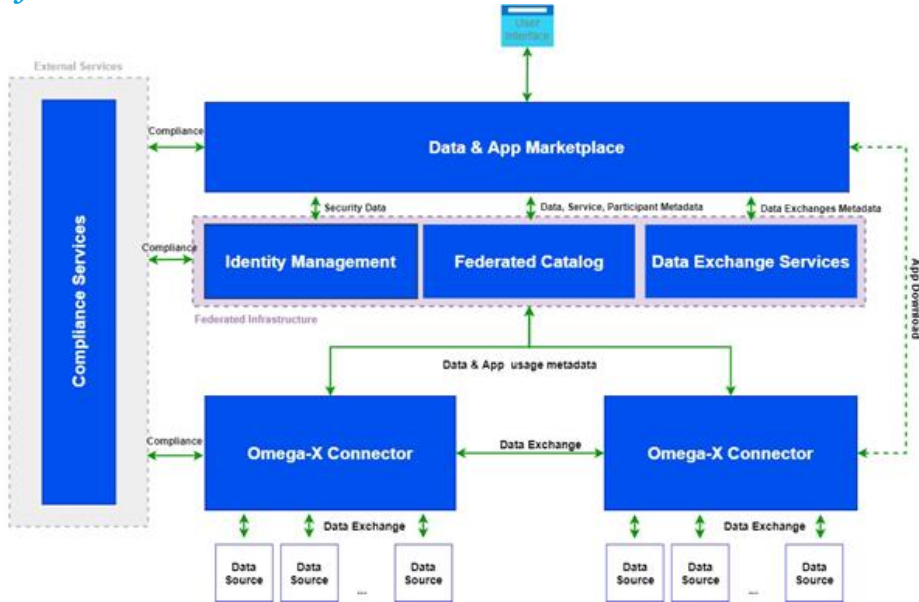 User
Interface
External Services
Compliance
Data & App Marketplace
Security Data
Data, Service, Participant Metadata
Data Exchanges Metadata
Compliance Services
Compliance
Identity Management
Federated Catalog
Data Exchange Services
App Download
Federated Infrastructure
Data & App usage metadata
Compliance
Omega-X Connector
Data Exchange
Omega-X Connector
Data Exchange
Data Exchange
Data
Source
Data
Source
...
Data
Source
Data
Source
Data
Source
...
Data
Source